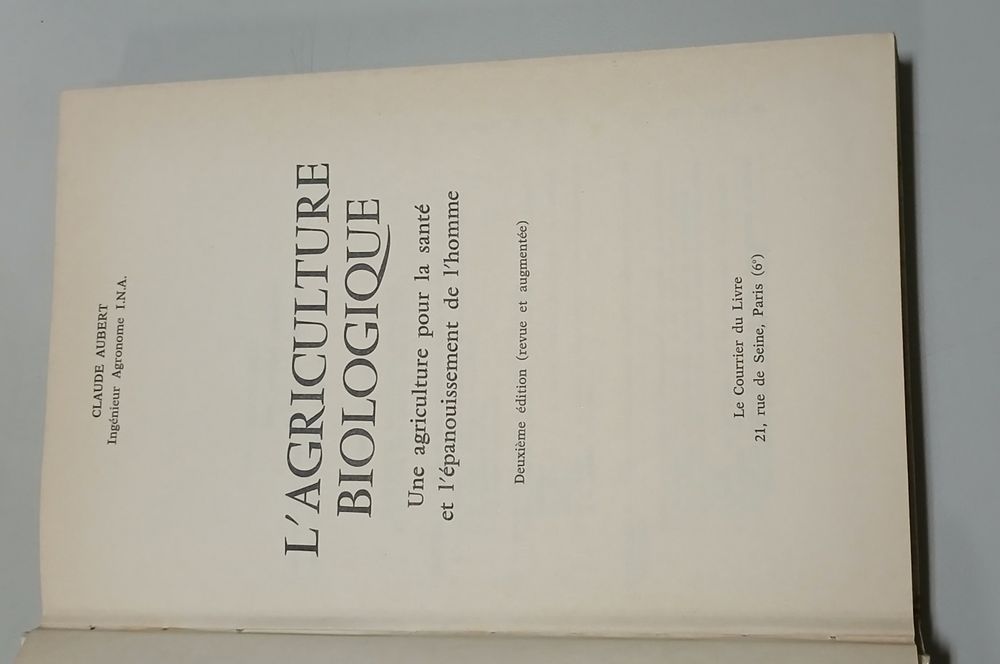 CLAUDE AUBERT
Ingénieur Agronome I.N.A.
L'AGRICULTURE
BIOLOGIQUE
Une agriculture pour la santé
et l'épanouissement de l'homme
Deuxième édition (revue et augmentée)
Le Courrier du Livre
21, rue de Seine, Paris (6°)